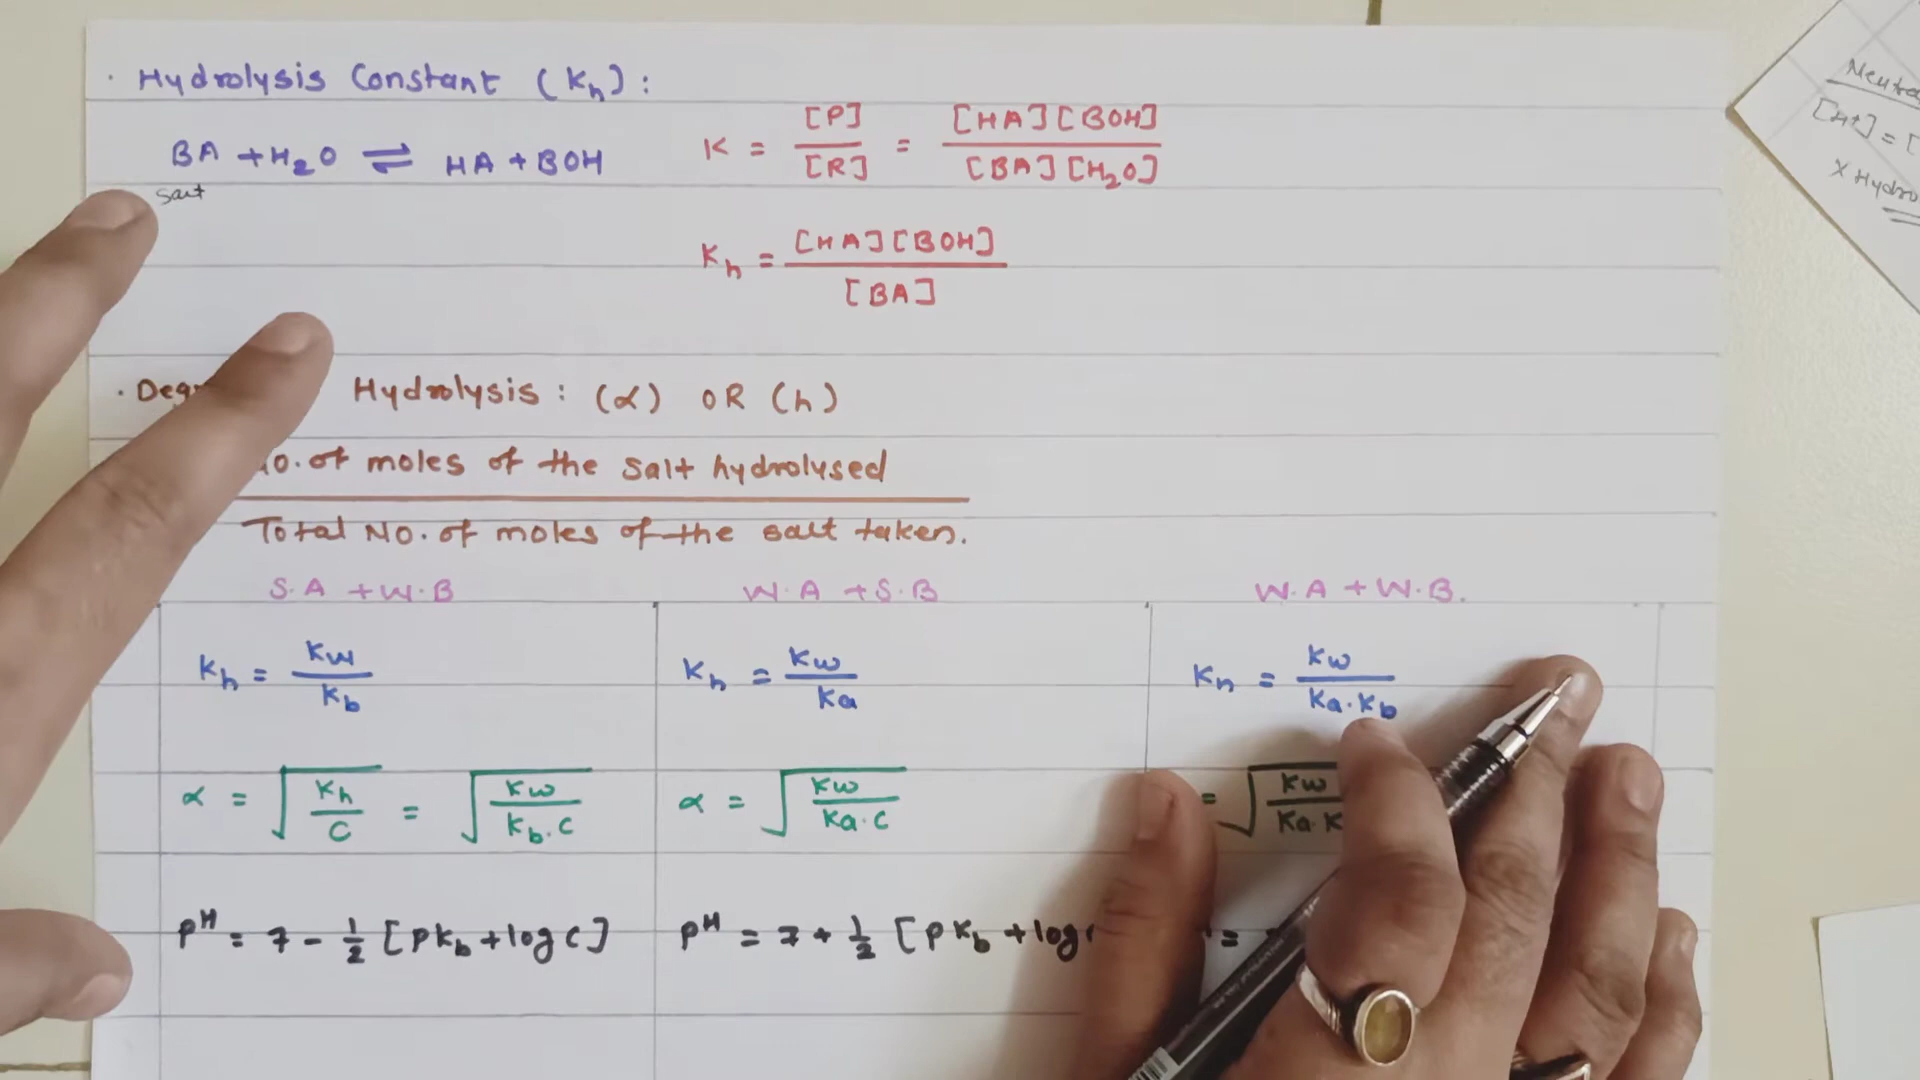 · Hydrolysis Constant (Kh):
BA + H2O ⇌ HA + BOH
salt
K = [P]/[R] = [HA][BOH]/[BA][H2O]
Kh = [HA][BOH]/[BA]
· Hydrolysis: (α) OR (h)
of moles of the salt hydrolysed
Total No. of moles of the salt taken.
S.A + W.B
W.A + S.B
W.A + W.B.
Kh = Kw/Kb
Kh = Kw/Ka
Kh = Kw/Ka.Kb
α = √Kh/C = √Kw/Kb.C
α = √Kw/Ka.C
= √Kw/Ka.K
pH = 7 - 1/2 [PKb + log C]
pH = 7 + 1/2 [PKb + log
=
[H+] = [
X